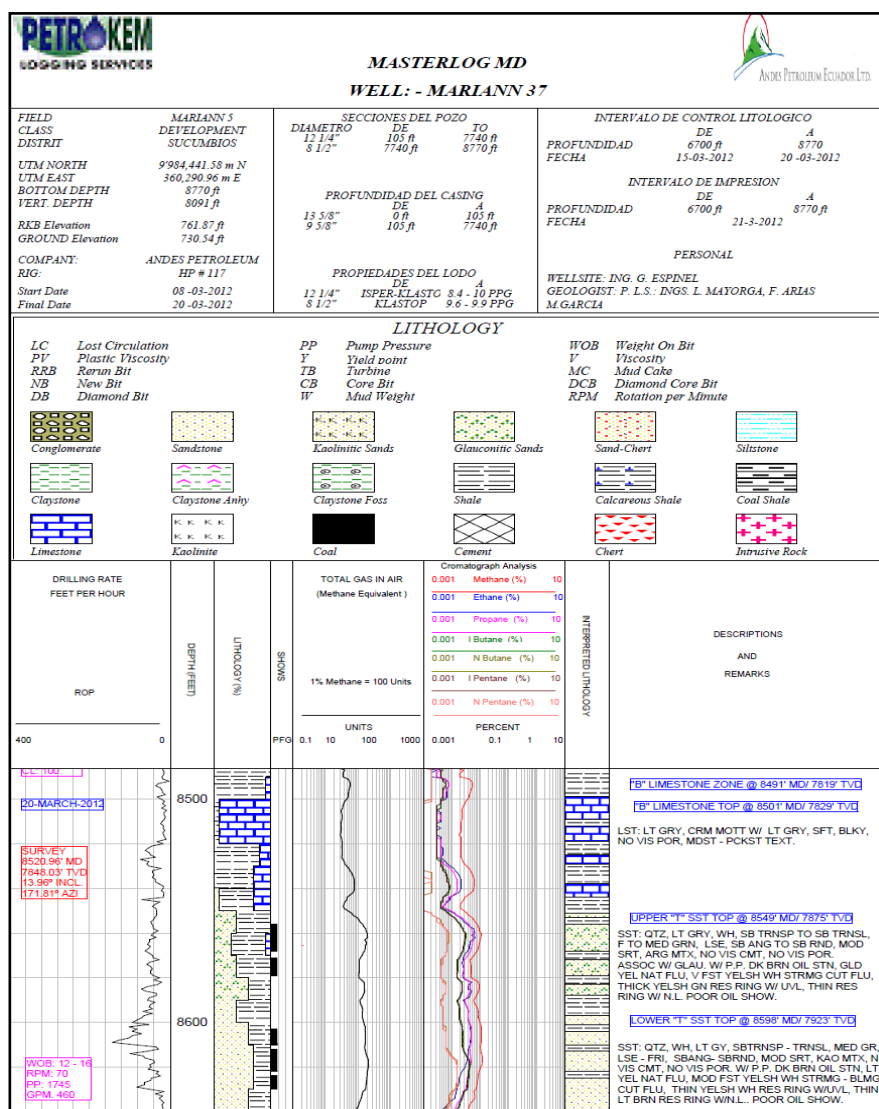 PETROKEM
LOGGING SERVICES
ANDES PETROLEUM ECUADOR LTD.
MASTERLOG MD
WELL: - MARIANN 37
FIELD MARIANN 5
CLASS DEVELOPMENT
DISTRIT SUCUMBIOS
UTM NORTH 9'984,441.58 m N
UTM EAST 360,290.96 m E
BOTTOM DEPTH 8770 ft
VERT. DEPTH 8091 ft
RKB Elevation 761.87 ft
GROUND Elevation 730.54 ft
COMPANY: ANDES PETROLEUM
RIG: HP # 117
Start Date 08 -03-2012
Final Date 20 -03-2012
SECCIONES DEL POZO
DIAMETRO DE TO
12 1/4" 105 ft 7740 ft
8 1/2" 7740 ft 8770 ft
PROFUNDIDAD DEL CASING
DE A
13 5/8" 0 ft 105 ft
9 5/8" 105 ft 7740 ft
PROPIEDADES DEL LODO
DE A
12 1/4" ISPER-KLASTO 8.4 - 10 PPG
8 1/2" KLASTOP 9.6 - 9.9 PPG
INTERVALO DE CONTROL LITOLOGICO
DE A
PROFUNDIDAD 6700 ft 8770
FECHA 15-03-2012 20 -03-2012
INTERVALO DE IMPRESION
DE A
PROFUNDIDAD 6700 ft 8770 ft
FECHA 21-3-2012
PERSONAL
WELLSITE: ING. G. ESPINEL
GEOLOGIST: P. L.S.: INGS. L. MAYORGA, F. ARIAS
M.GARCIA
LITHOLOGY
LC Lost Circulation PP Pump Pressure WOB Weight On Bit
PV Plastic Viscosity Y Yield point V Viscosity
RRB Rerun Bit TB Turbine MC Mud Cake
NB New Bit CB Core Bit DCB Diamond Core Bit
DB Diamond Bit W Mud Weight RPM Rotation per Minute
Conglomerate Sandstone Kaolinitic Sands Glauconitic Sands Sand-Chert Siltstone
Claystone Claystone Anhy Claystone Foss Shale Calcareous Shale Coal Shale
Limestone Kaolinite Coal Cement Chert Intrusive Rock
DRILLING RATE
FEET PER HOUR
ROP
400 0
DEPTH (FEET)
LITHOLOGY (%)
SHOWS
PFG
TOTAL GAS IN AIR
(Methane Equivalent )
1% Methane = 100 Units
UNITS
0.1 10 100 1000
Cromatograph Analysis
0.001 Methane (%) 10
0.001 Ethane (%) 10
0.001 Propane (%) 10
0.001 I Butane (%) 10
0.001 N Butane (%) 10
0.001 I Pentane (%) 10
0.001 N Pentane (%) 10
PERCENT
0.001 0.1 1 10
INTERPRETED LITHOLOGY
DESCRIPTIONS
AND
REMARKS
CL: 100
20-MARCH-2012
SURVEY
8520.96' MD
7848.03' TVD
13.96º INCL.
171.81º AZI
WOB: 12 - 16
RPM: 70
PP: 1745
GPM: 460
8500
8600
"B" LIMESTONE ZONE @ 8491' MD/ 7819' TVD
"B" LIMESTONE TOP @ 8501' MD/ 7829' TVD
LST: LT GRY, CRM MOTT W/ LT GRY, SFT, BLKY,
NO VIS POR, MDST - PCKST TEXT.
UPPER "T" SST TOP @ 8549' MD/ 7875' TVD
SST: QTZ, LT GRY, WH, SB TRNSP TO SB TRNSL,
F TO MED GRN, LSE, SB ANG TO SB RND, MOD
SRT, ARG MTX, NO VIS CMT, NO VIS POR.
ASSOC W/ GLAU. W/ P.P. DK BRN OIL STN, GLD
YEL NAT FLU, V FST YELSH WH STRMG CUT FLU,
THICK YELSH GN RES RING W/ UVL, THIN RES
RING W/ N.L. POOR OIL SHOW.
LOWER "T" SST TOP @ 8598' MD/ 7923' TVD
SST: QTZ, WH, LT GY, SBTRNSP - TRNSL, MED GR,
LSE - FRI, SBANG- SBRND, MOD SRT, KAO MTX, N
VIS CMT, NO VIS POR. W/ P.P. DK BRN OIL STN, LT
YEL NAT FLU, MOD FST YELSH WH STRMG - BLMG
CUT FLU, THIN YELSH WH RES RING W/UVL, THIN
LT BRN RES RING W/N.L.. POOR OIL SHOW.